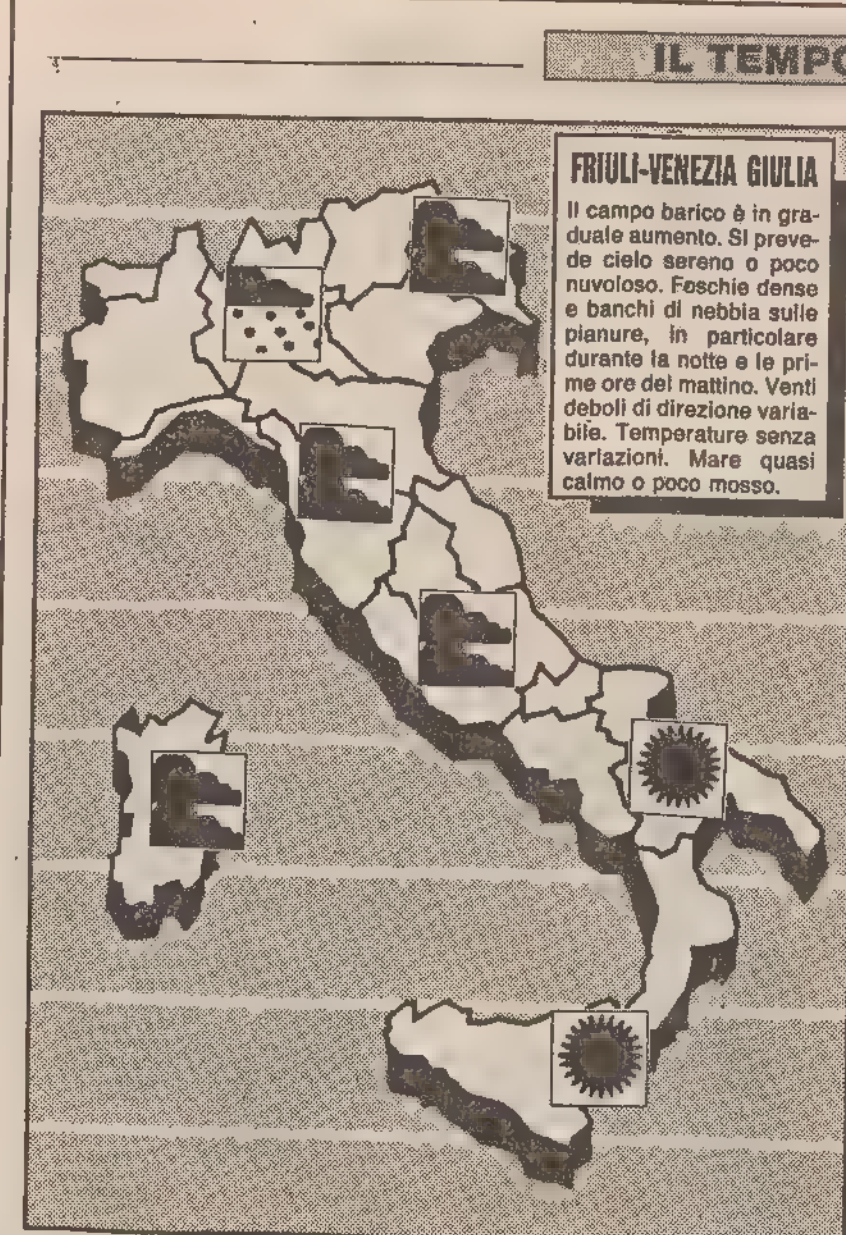 IL TEMPO
FRIULI-VENEZIA GIULIA
Il campo barico è in gra-
duale aumento. Si preve-
de cielo sereno o poco
nuvoloso. Foschie dense
e banchi di nebbia sulle
pianure, in particolare
durante la notte e le pri-
me ore del mattino. Venti
deboli di direzione varia-
bile. Temperature senza
variazioni. Mare quasi
calmo o poco mosso.